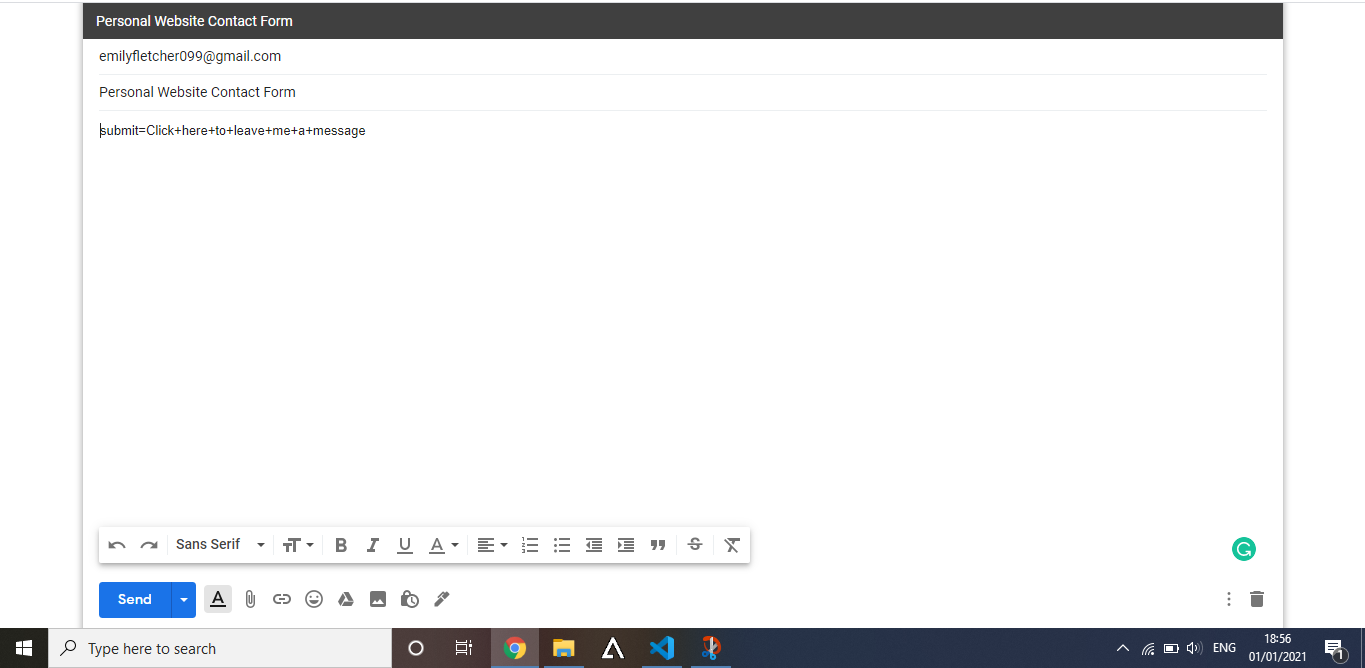 Personal Website Contact Form
emilyfletcher099@gmail.com
Personal Website Contact Form
submit=Click+here+to+leave+me+a+message
Sans Serif
Send
Type here to search
ENG
18:56
01/01/2021
1